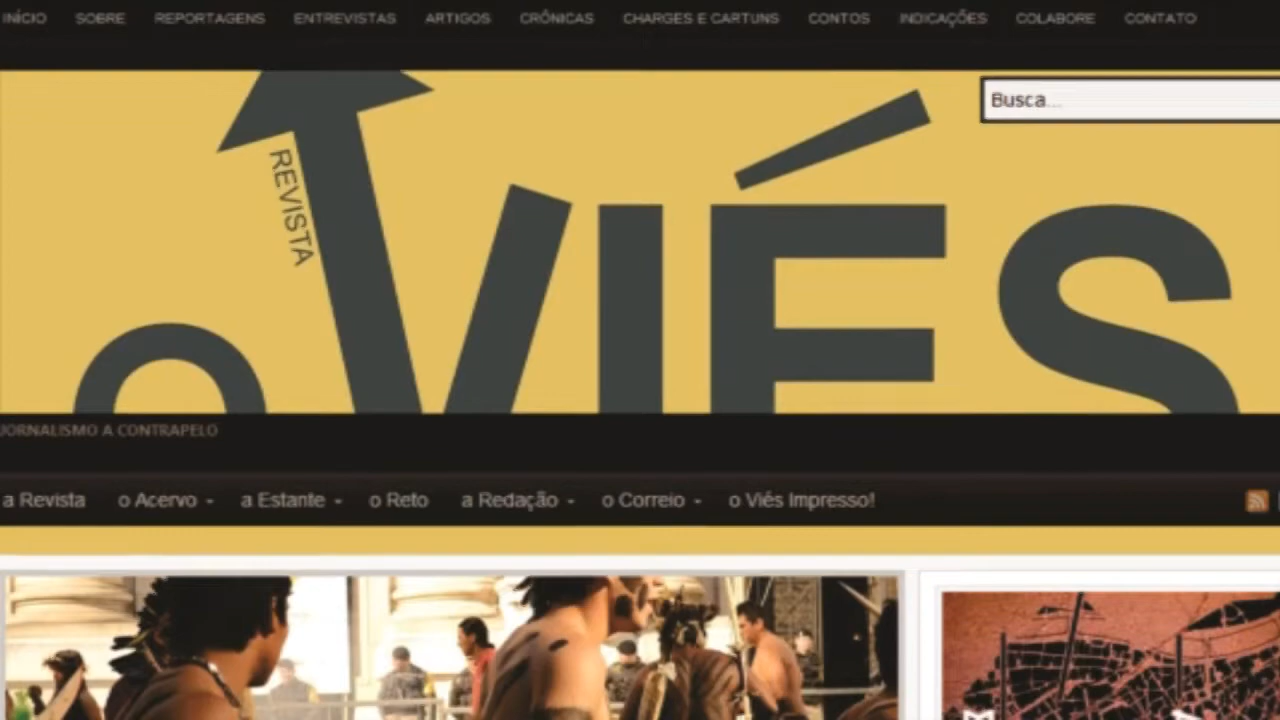 INÍCIO SOBRE REPORTAGENS ENTREVISTAS ARTIGOS CRÔNICAS CHARGES E CARTUNS CONTOS INDICAÇÕES COLABORE CONTATO
Busca...
REVISTA
o VIÉS
JORNALISMO A CONTRAPELO
a Revista o Acervo a Estante o Reto a Redação o Correio o Viés Impresso!